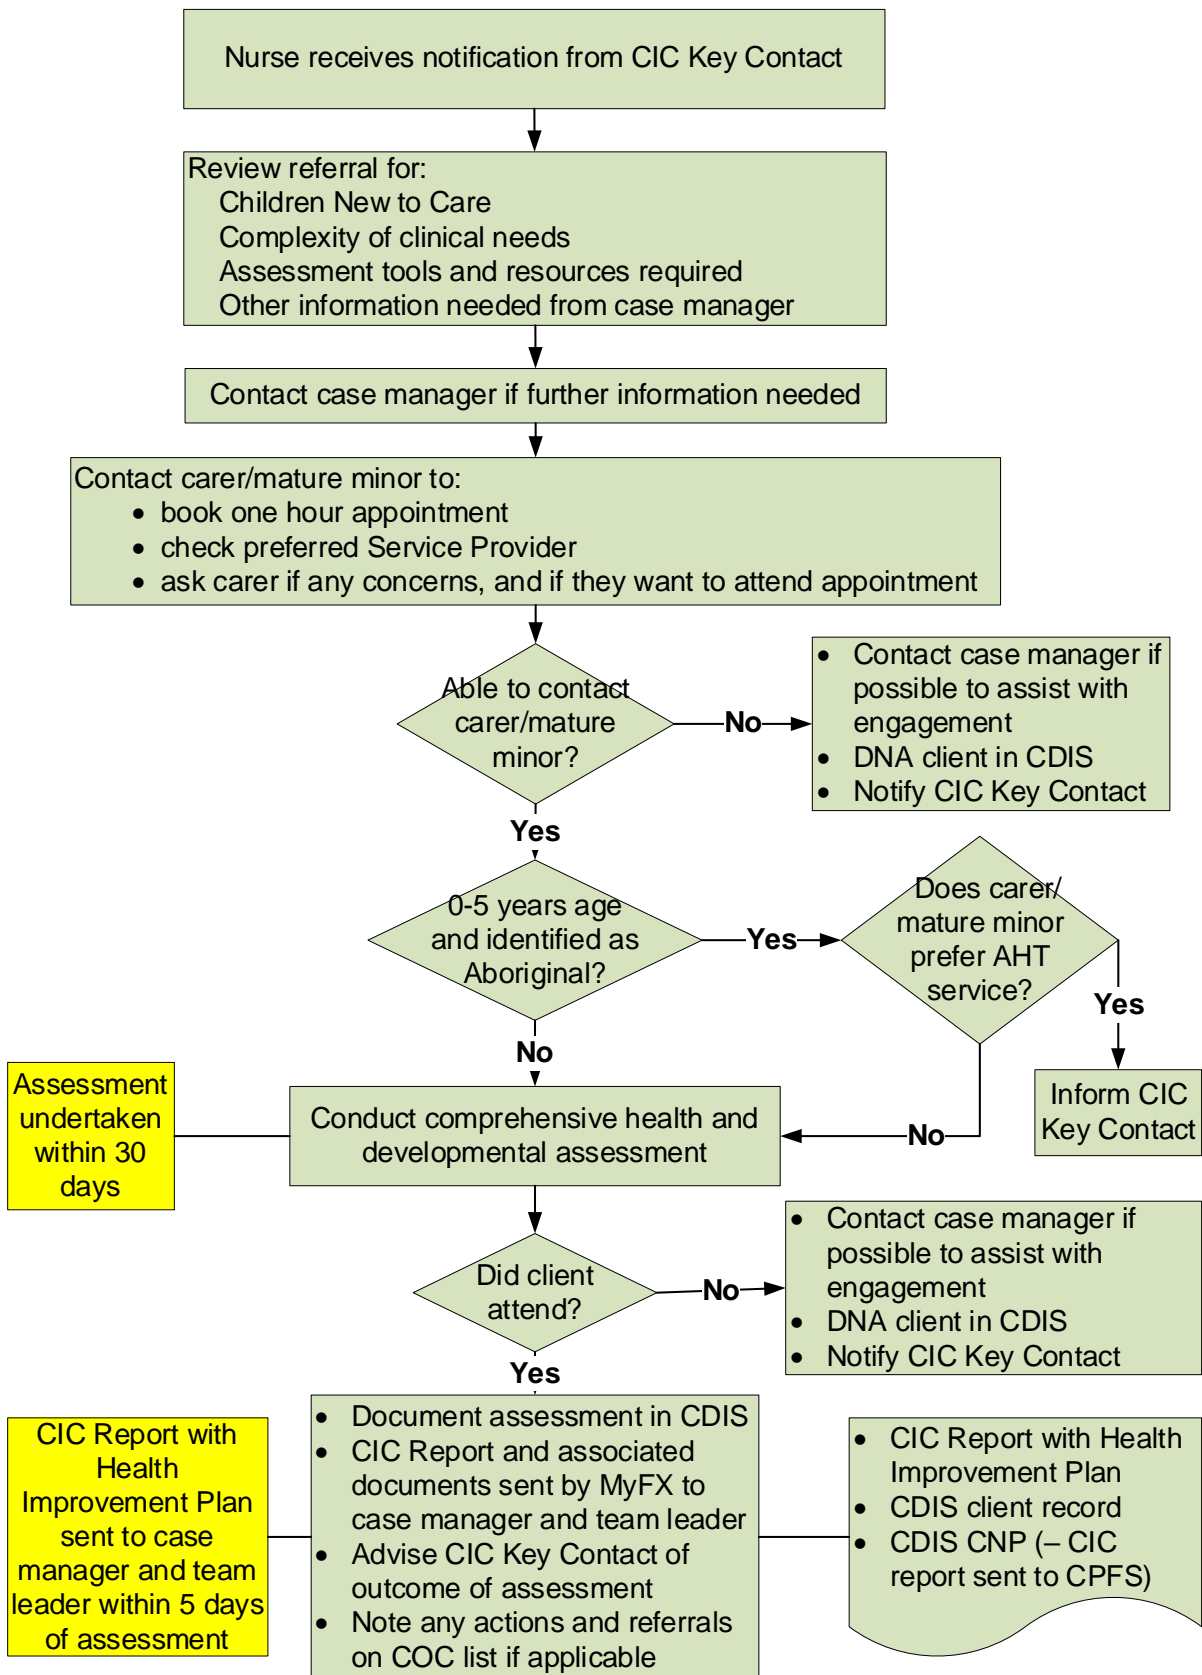 Nurse receives notification from CIC Key Contact
Review referral for:
Children New to Care
Complexity of clinical needs
Assessment tools and resources required
Other information needed from case manager
Contact case manager if further information needed
Contact carer/mature minor to:
• book one hour appointment
• check preferred Service Provider
• ask carer if any concerns, and if they want to attend appointment
Able to contact
carer/mature
minor?
No
• Contact case manager if
possible to assist with
engagement
• DNA client in CDIS
• Notify CIC Key Contact
Yes
0-5 years age
and identified as
Aboriginal?
Yes
Does carer/
mature minor
prefer AHT
service?
Yes
Inform CIC
Key Contact
No
No
Assessment
undertaken
within 30
days
Conduct comprehensive health and
developmental assessment
Did client
attend?
No
• Contact case manager if
possible to assist with
engagement
• DNA client in CDIS
• Notify CIC Key Contact
Yes
CIC Report with
Health
Improvement Plan
sent to case
manager and team
leader within 5 days
of assessment
• Document assessment in CDIS
• CIC Report and associated
documents sent by MyFX to
case manager and team leader
• Advise CIC Key Contact of
outcome of assessment
• Note any actions and referrals
on COC list if applicable
• CIC Report with Health
Improvement Plan
• CDIS client record
• CDIS CNP (– CIC
report sent to CPFS)